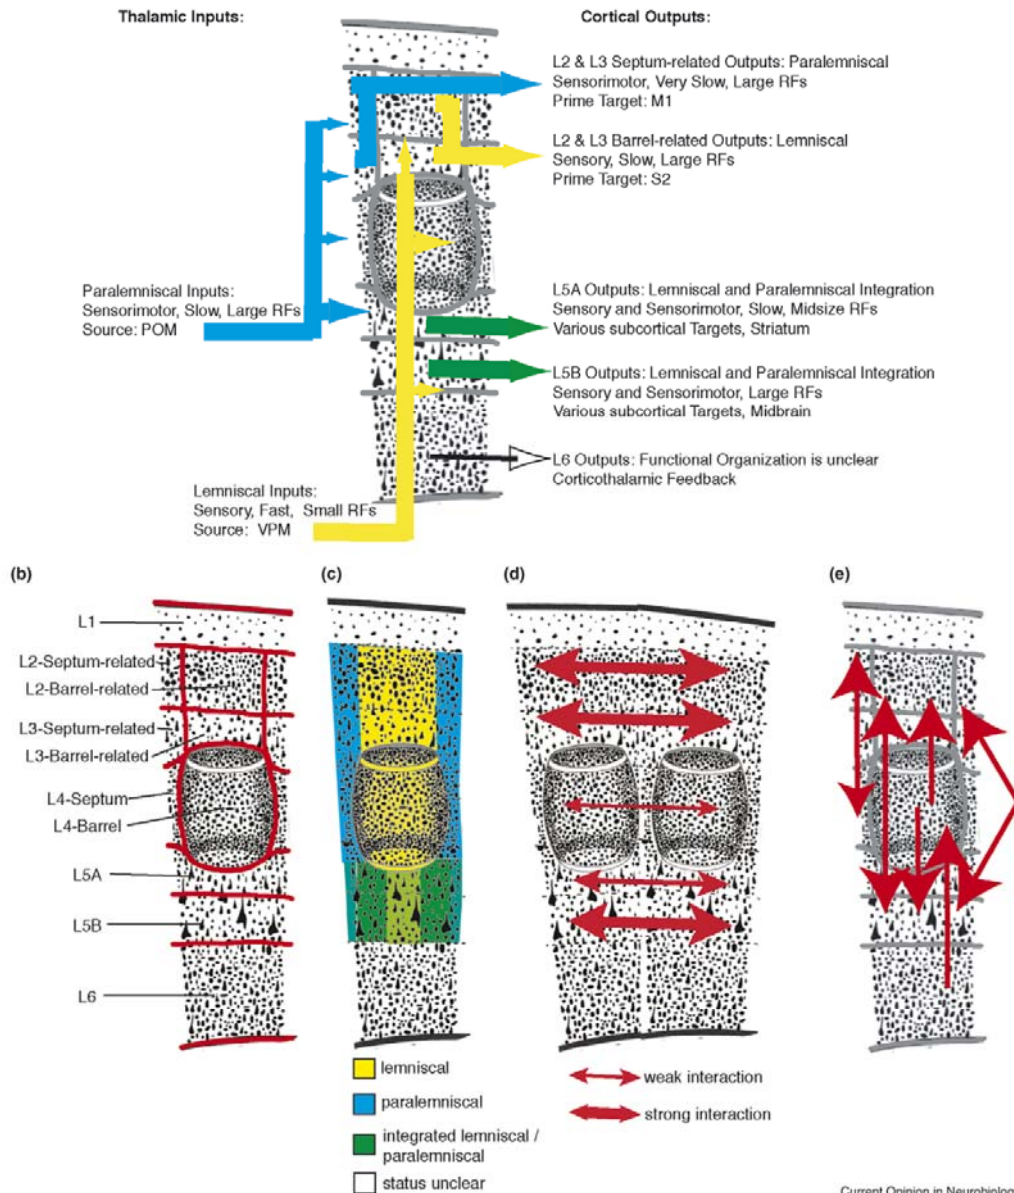 Thalamic Inputs:
Cortical Outputs:
L2 & L3 Septum-related Outputs: Paralemniscal
Sensorimotor, Very Slow, Large RFs
Prime Target: M1
L2 & L3 Barrel-related Outputs: Lemniscal
Sensory, Slow, Large RFs
Prime Target: S2
Paralemniscal Inputs:
Sensorimotor, Slow, Large RFs
Source: POM
L5A Outputs: Lemniscal and Paralemniscal Integration
Sensory and Sensorimotor, Slow, Midsize RFs
Various subcortical Targets, Striatum
L5B Outputs: Lemniscal and Paralemniscal Integration
Sensory and Sensorimotor, Large RFs
Various subcortical Targets, Midbrain
L6 Outputs: Functional Organization is unclear
Corticothalamic Feedback
Lemniscal Inputs:
Sensory, Fast, Small RFs
Source: VPM
(b)
(c)
(d)
(e)
L1
L2-Septum-related
L2-Barrel-related
L3-Septum-related
L3-Barrel-related
L4-Septum
L4-Barrel
L5A
L5B
L6
lemniscal
paralemniscal
integrated lemniscal /
paralemniscal
status unclear
weak interaction
strong interaction
Current Opinion in Neurobiology